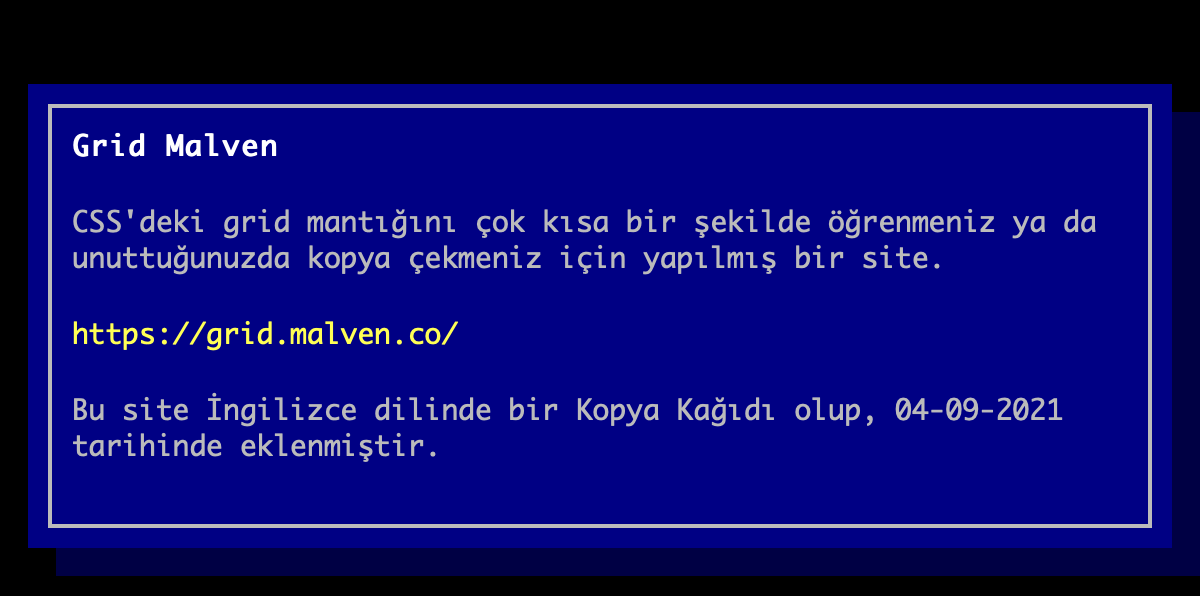 Grid Malven
CSS'deki grid mantığını çok kısa bir şekilde öğrenmeniz ya da
unuttuğunuzda kopya çekmeniz için yapılmış bir site.
https://grid.malven.co/
Bu site İngilizce dilinde bir Kopya Kağıdı olup, 04-09-2021
tarihinde eklenmiştir.